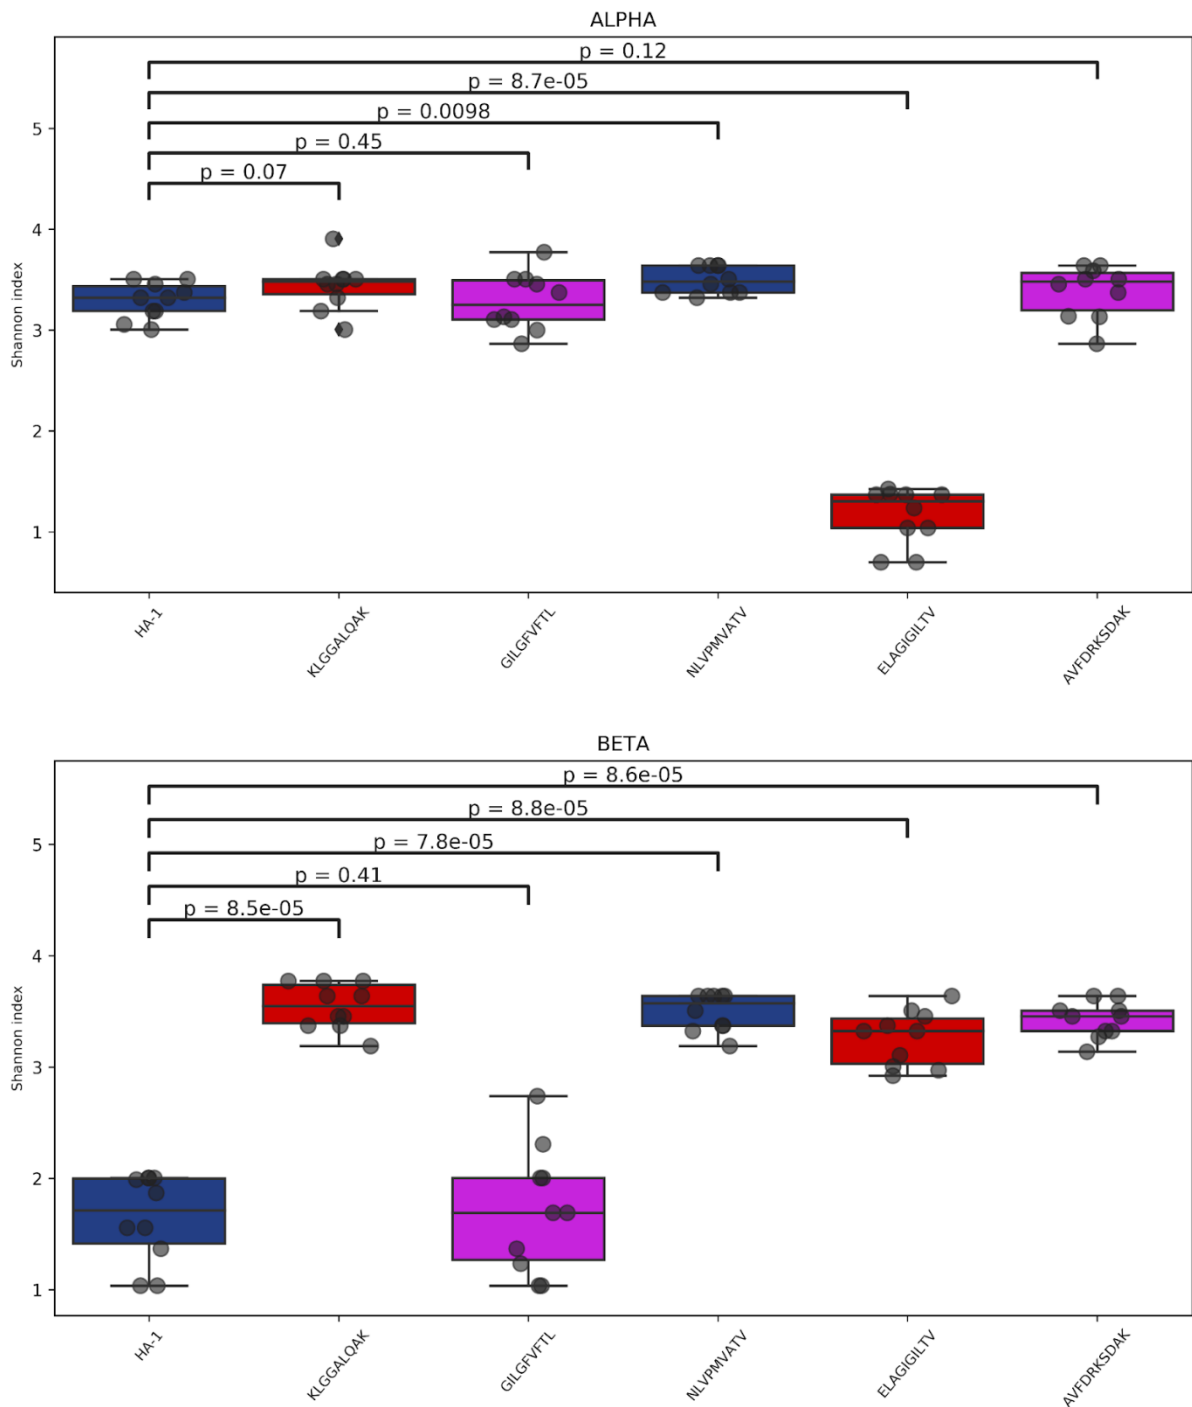 ALPHA
p = 0.12
p = 8.7e-05
p = 0.0098
p = 0.45
p = 0.07
5
4
3
2
1
Shannon index
HA-1
KLGGALQAK
GILGFVFTL
NLVPMVATV
ELAGIGILTV
AVFDRKSDAK
BETA
p = 8.6e-05
p = 8.8e-05
p = 7.8e-05
p = 0.41
p = 8.5e-05
5
4
3
2
1
Shannon index
HA-1
KLGGALQAK
GILGFVFTL
NLVPMVATV
ELAGIGILTV
AVFDRKSDAK